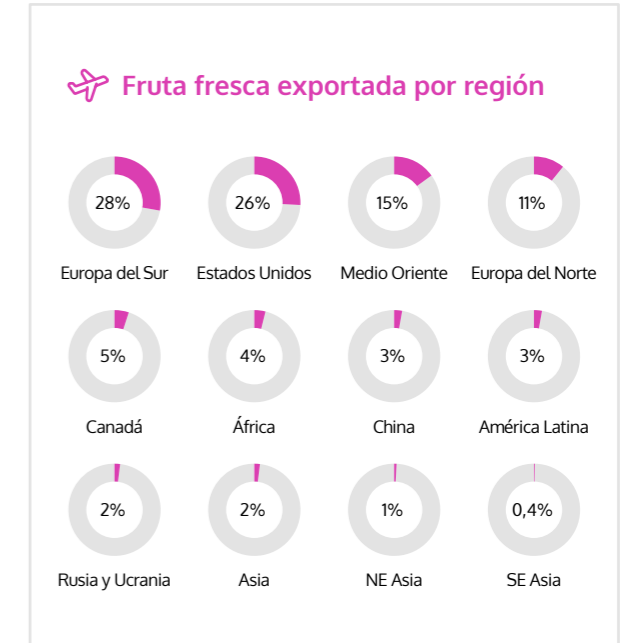 Fruta fresca exportada por región
28% 26% 15% 11%
Europa del Sur Estados Unidos Medio Oriente Europa del Norte
5% 4% 3% 3%
Canadá África China América Latina
2% 2% 1% 0,4%
Rusia y Ucrania Asia NE Asia SE Asia